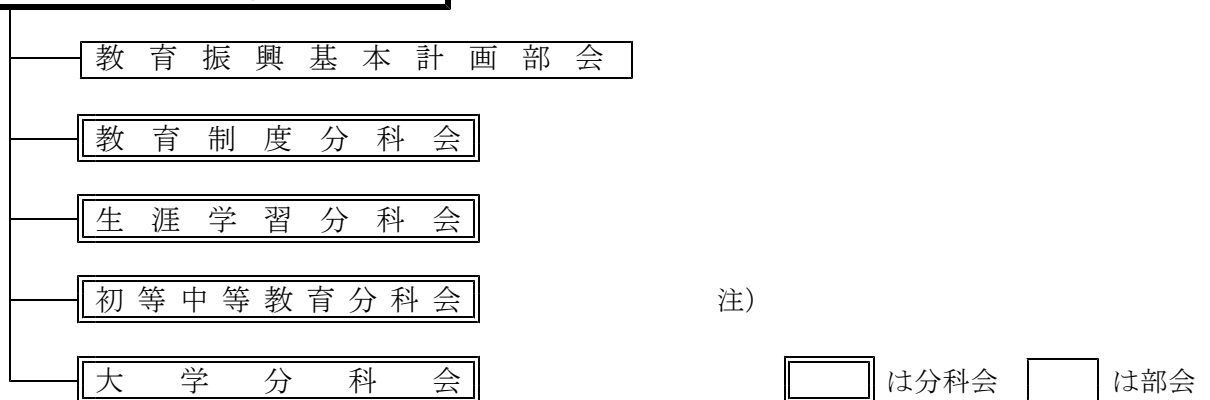 教育振興基本計画部会
教育制度分科会
生涯学習分科会
初等中等教育分科会
注）
大学分科会
は分科会
は部会